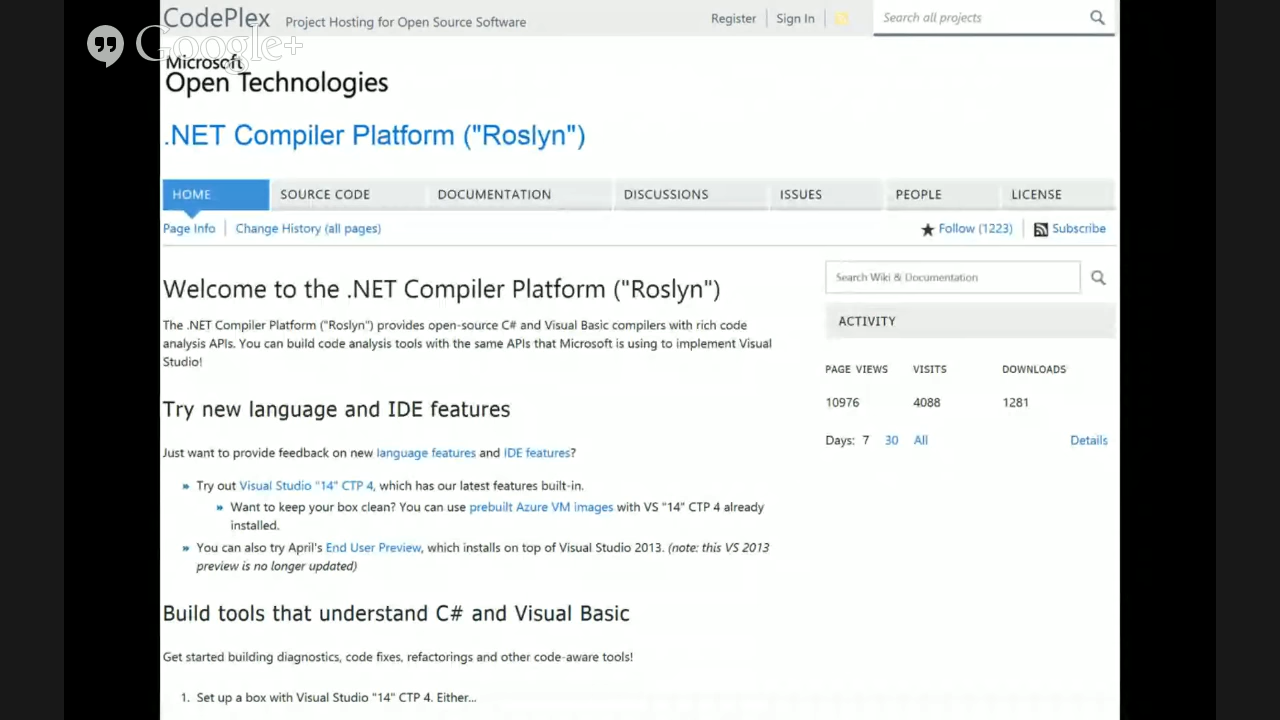 CodePlex Project Hosting for Open Source Software
Register Sign In Search all projects
Google+
Microsoft
Open Technologies
.NET Compiler Platform ("Roslyn")
HOME SOURCE CODE DOCUMENTATION DISCUSSIONS ISSUES PEOPLE LICENSE
Page Info Change History (all pages) Follow (1223) Subscribe
Search Wiki & Documentation
Welcome to the .NET Compiler Platform ("Roslyn")
The .NET Compiler Platform ("Roslyn") provides open-source C# and Visual Basic compilers with rich code
analysis APIs. You can build code analysis tools with the same APIs that Microsoft is using to implement Visual
Studio!
Try new language and IDE features
Just want to provide feedback on new language features and IDE features?
» Try out Visual Studio "14" CTP 4, which has our latest features built-in.
» Want to keep your box clean? You can use prebuilt Azure VM images with VS "14" CTP 4 already
installed.
» You can also try April's End User Preview, which installs on top of Visual Studio 2013. (note: this VS 2013
preview is no longer updated)
Build tools that understand C# and Visual Basic
Get started building diagnostics, code fixes, refactorings and other code-aware tools!
1. Set up a box with Visual Studio "14" CTP 4. Either...
ACTIVITY
PAGE VIEWS VISITS DOWNLOADS
10976 4088 1281
Days: 7 30 All Details